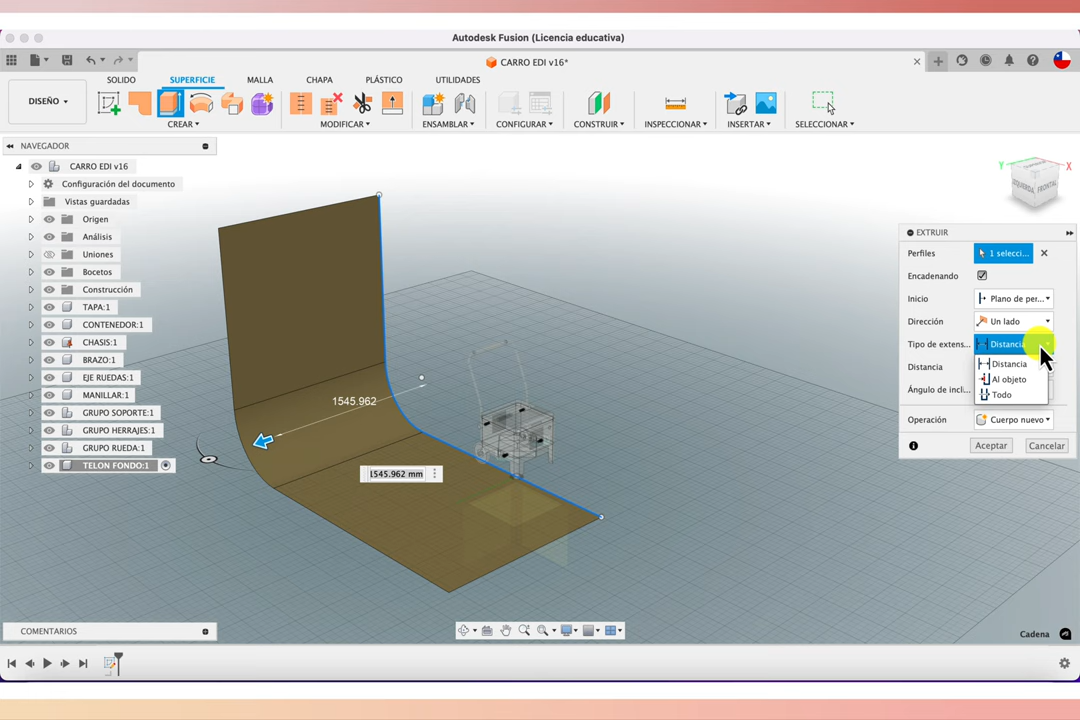 Autodesk Fusion (Licencia educativa)
CARRO EDI v16*
SÓLIDO
SUPERFICIE
MALLA
CHAPA
PLÁSTICO
UTILIDADES
DISEÑO
CREAR
MODIFICAR
ENSAMBLAR
CONFIGURAR
CONSTRUIR
INSPECCIONAR
INSERTAR
SELECCIONAR
NAVEGADOR
CARRO EDI v16
Configuración del documento
Vistas guardadas
Origen
Análisis
Uniones
Bocetos
Construcción
TAPA:1
CONTENEDOR:1
CHASIS:1
BRAZO:1
EJE RUEDAS:1
MANILLAR:1
GRUPO SOPORTE:1
GRUPO HERRAJES:1
GRUPO RUEDA:1
TELON FONDO:1
1545.962
1545.962 mm
Y
X
IZQUIERDA
FRONTAL
EXTRUIR
Perfiles
1 selecci...
Encadenando
Inicio
Plano de per...
Dirección
Un lado
Tipo de extens...
Distancia
Distancia
Al objeto
Todo
Distancia
Ángulo de incli...
Operación
Cuerpo nuevo
Aceptar
Cancelar
COMENTARIOS
Cadena